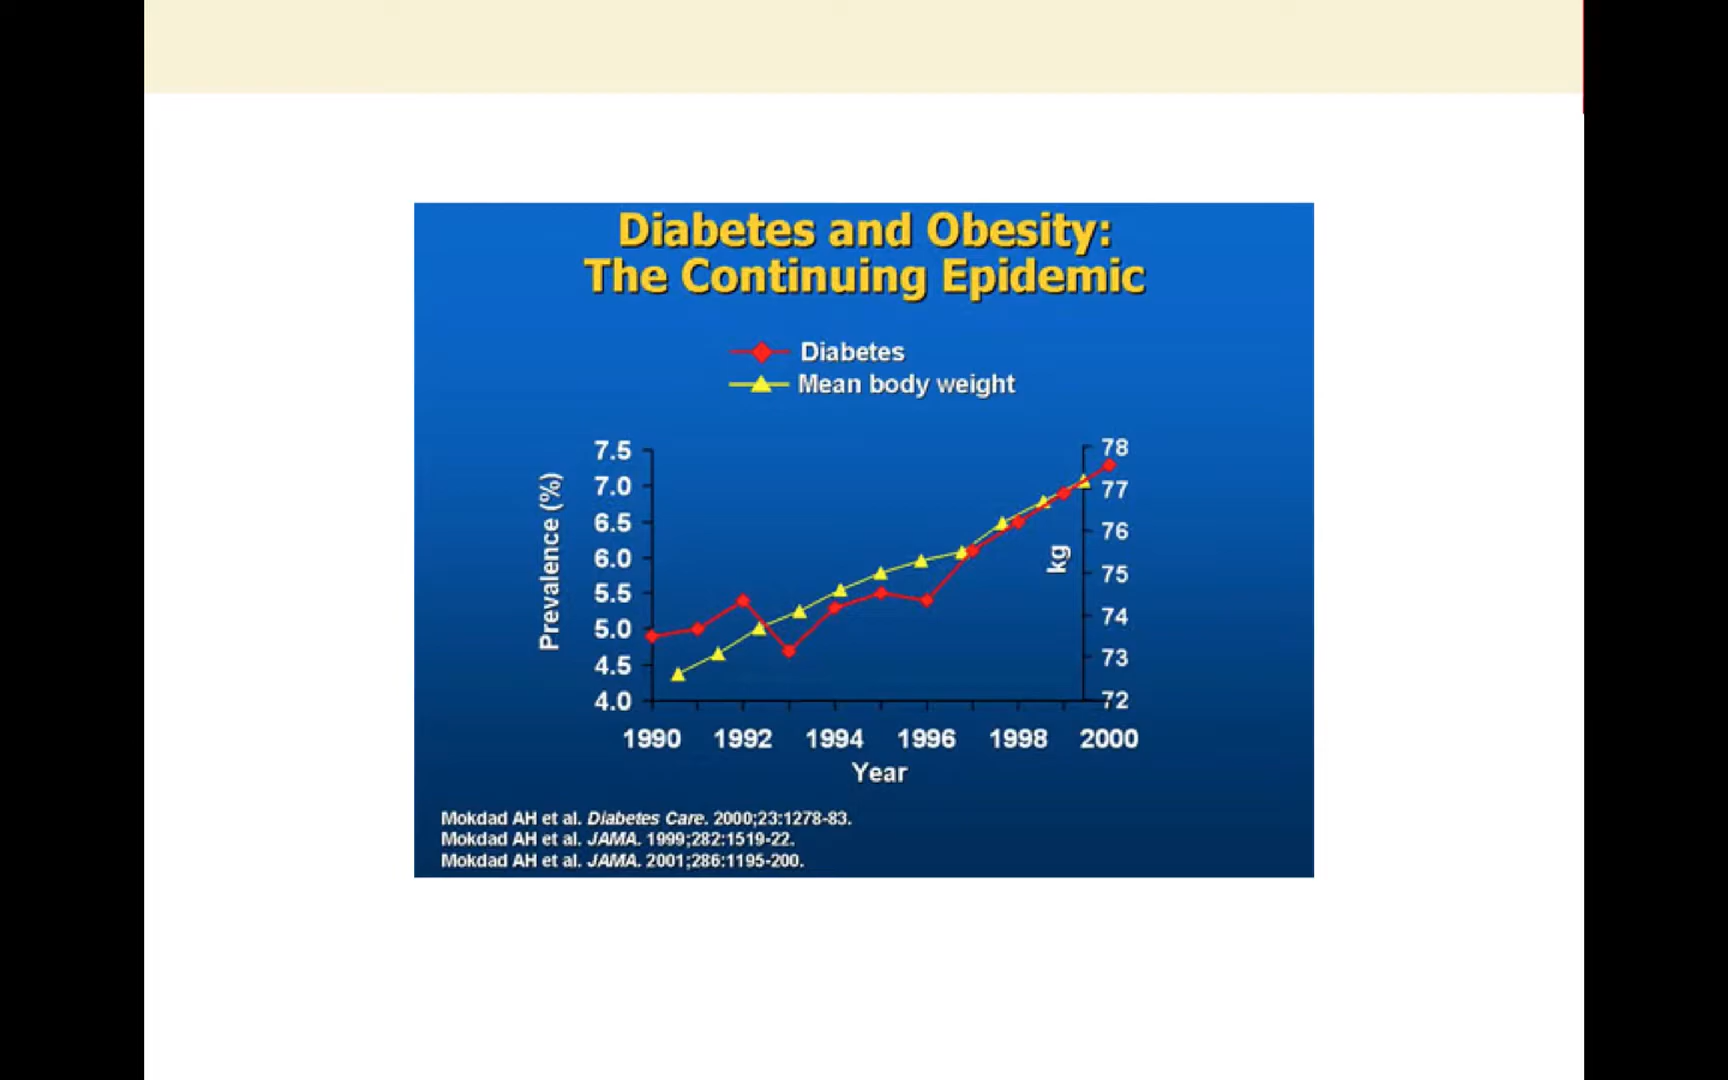 Diabetes and Obesity:
The Continuing Epidemic
Diabetes
Mean body weight
Prevalence (%)
7.5
7.0
6.5
6.0
5.5
5.0
4.5
4.0
78
77
76
75
74
73
72
kg
1990 1992 1994 1996 1998 2000
Year
Mokdad AH et al. Diabetes Care. 2000;23:1278-83.
Mokdad AH et al. JAMA. 1999;282:1519-22.
Mokdad AH et al. JAMA. 2001;286:1195-200.